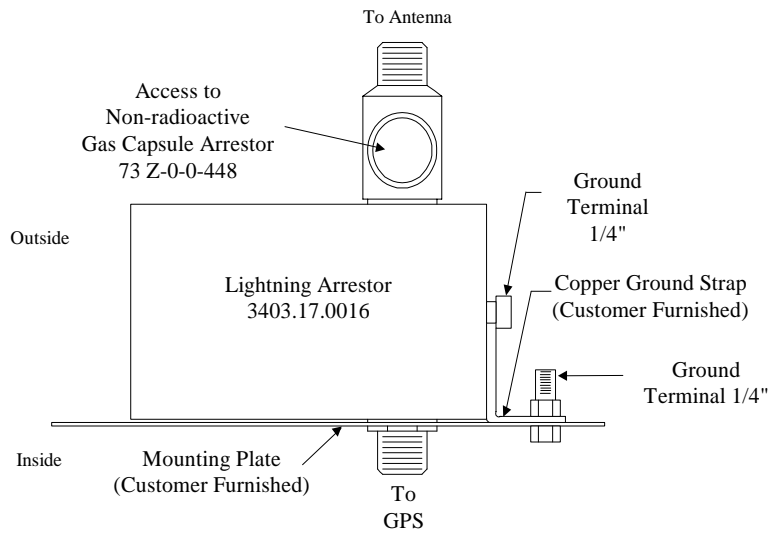 To Antenna
Access to
Non-radioactive
Gas Capsule Arrestor
73 Z-0-0-448
Ground
Terminal
1/4"
Outside
Lightning Arrestor
3403.17.0016
Copper Ground Strap
(Customer Furnished)
Ground
Terminal 1/4"
Inside
Mounting Plate
(Customer Furnished)
To
GPS